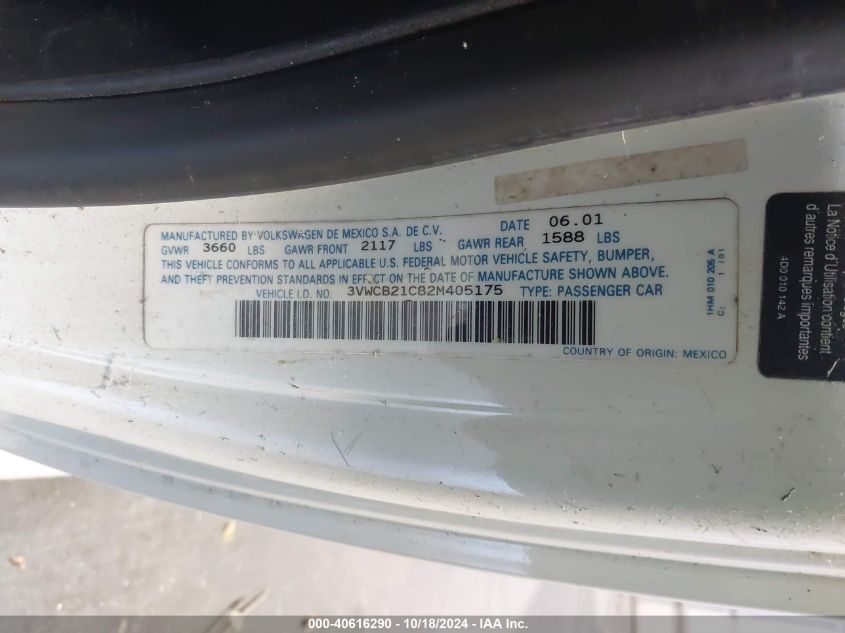 MANUFACTURED BY VOLKSWAGEN DE MEXICO S.A. DE C.V. DATE 06.01
GVWR 3660 LBS GAWR FRONT 2117 LBS GAWR REAR 1588 LBS
THIS VEHICLE CONFORMS TO ALL APPLICABLE U.S. FEDERAL MOTOR VEHICLE SAFETY, BUMPER,
AND THEFT PREVENTION STANDARDS IN EFFECT ON THE DATE OF MANUFACTURE SHOWN ABOVE.
VEHICLE I.D. NO. 3VWCB21C82M405175 TYPE: PASSENGER CAR
COUNTRY OF ORIGIN: MEXICO
1HM 010 266 A
C: 1 / 01
La Notice d'Utilisation contient
d'autres remarques importantes
4D0 010 142 A
000-40616290 - 10/18/2024 - IAA Inc.